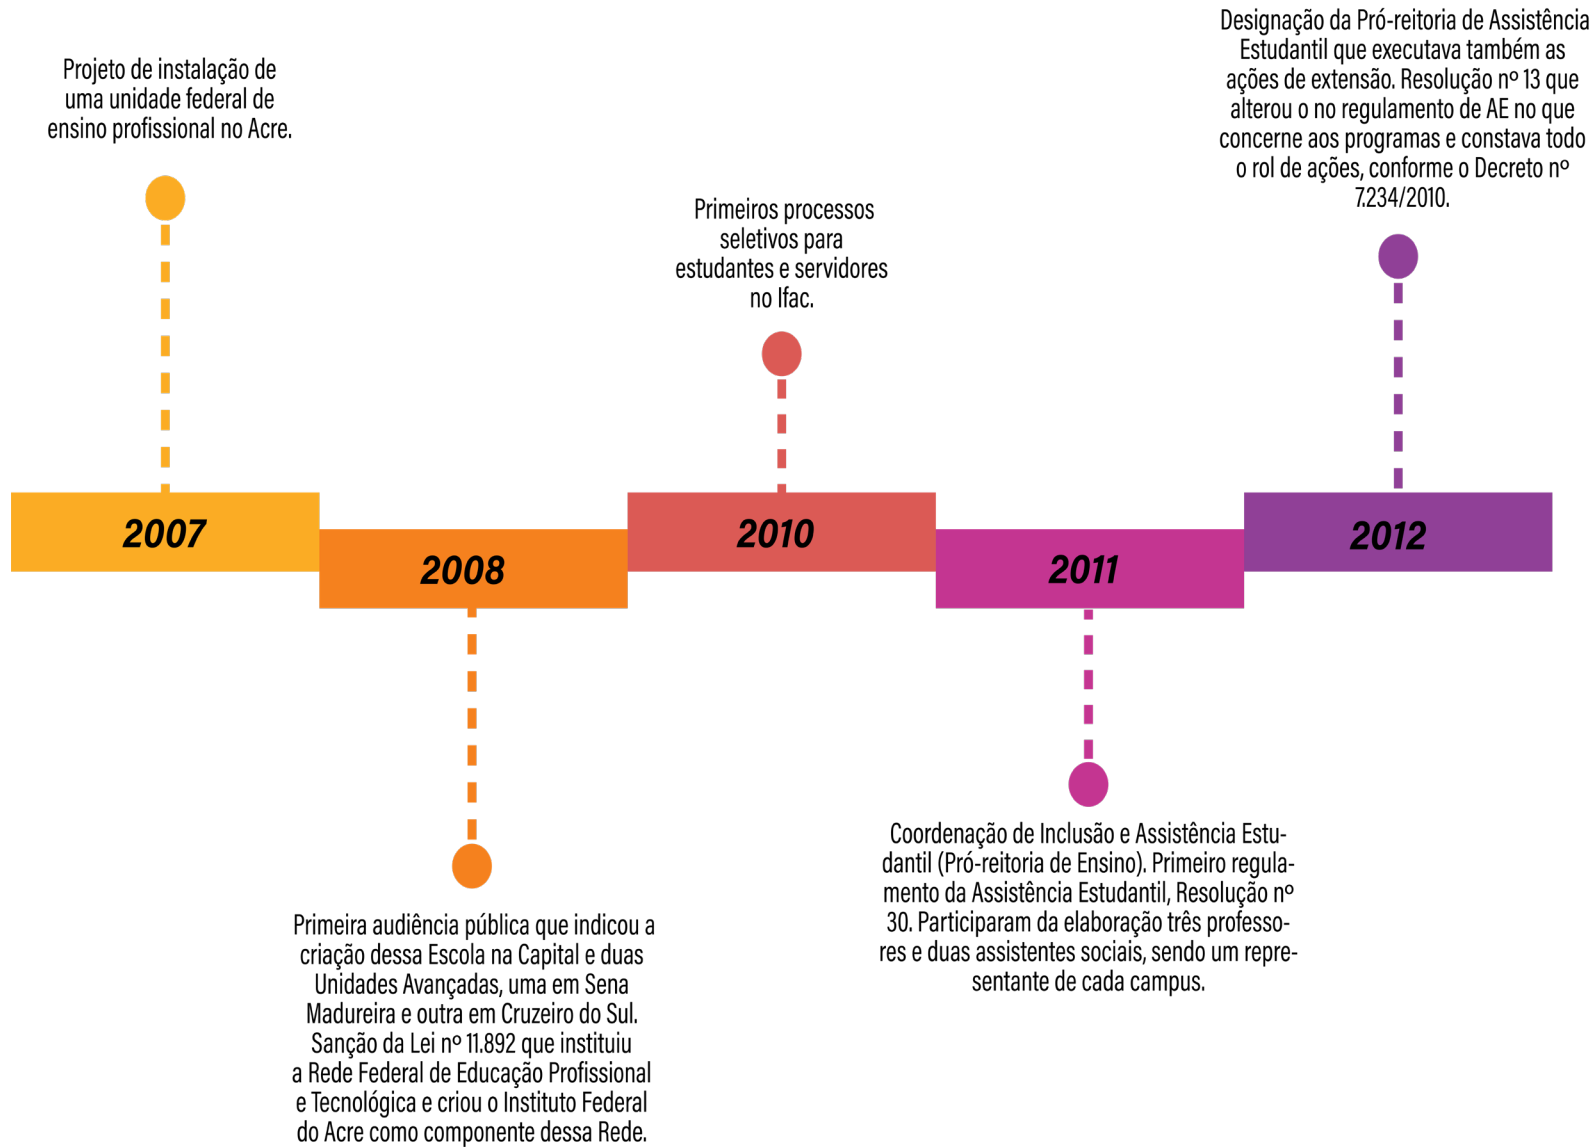 Projeto de instalação de
uma unidade federal de
ensino profissional no Acre.
2007
2008
Primeira audiência pública que indicou a
criação dessa Escola na Capital e duas
Unidades Avançadas, uma em Sena
Madureira e outra em Cruzeiro do Sul.
Sanção da Lei nº 11.892 que instituiu
a Rede Federal de Educação Profissional
e Tecnológica e criou o Instituto Federal
do Acre como componente dessa Rede.
Primeiros processos
seletivos para
estudantes e servidores
no Ifac.
2010
2011
Coordenação de Inclusão e Assistência Estu-
dantil (Pró-reitoria de Ensino). Primeiro regula-
mento da Assistência Estudantil, Resolução nº
30. Participaram da elaboração três professo-
res e duas assistentes sociais, sendo um repre-
sentante de cada campus.
Designação da Pró-reitoria de Assistência
Estudantil que executava também as
ações de extensão. Resolução nº 13 que
alterou o no regulamento de AE no que
concerne aos programas e constava todo
o rol de ações, conforme o Decreto nº
7.234/2010.
2012